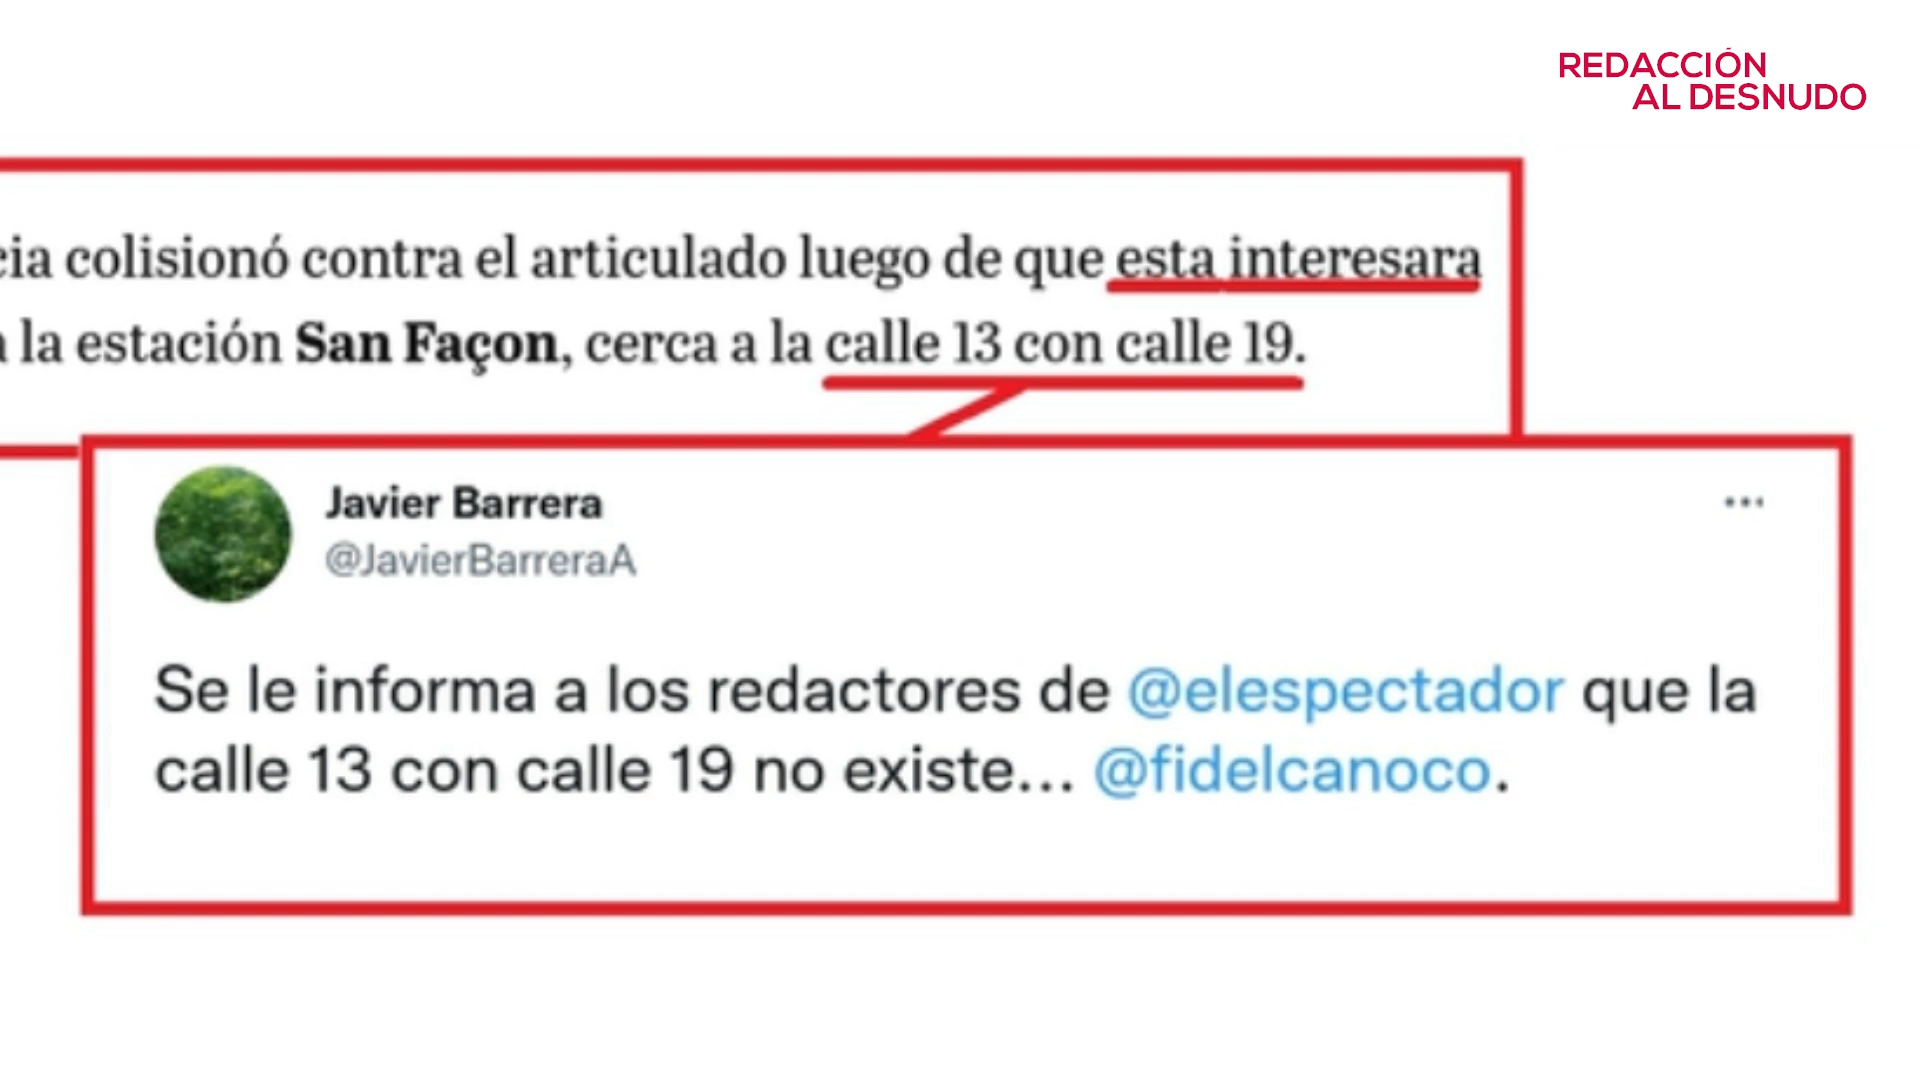 REDACCIÓN
AL DESNUDO
colisionó contra el articulado luego de que esta interesara
la estación San Façon, cerca a la calle 13 con calle 19.
Javier Barrera
@JavierBarreraA
Se le informa a los redactores de @elespectador que la
calle 13 con calle 19 no existe... @fidelcanoco.